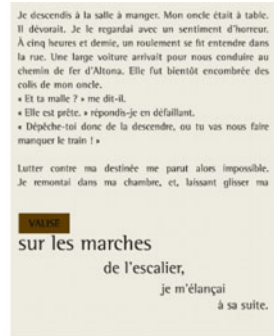 Je descendis à la salle à manger. Mon oncle était à table.
Il dévorait. Je le regardai avec un sentiment d'horreur.
À cinq heures et demie, un roulement se fit entendre dans
la rue. Une large voiture arrivait pour nous conduire au
chemin de fer d'Altona. Elle fut bientôt encombrée des
colis de mon oncle.
« Et ta malle ? » me dit-il.
« Elle est prête. » répondis-je en défaillant.
« Dépêche-toi donc de la descendre, ou tu vas nous faire
manquer le train ! »
Lutter contre ma destinée me parut alors impossible.
Je remontai dans ma chambre, et, laissant glisser ma
VALISE
sur les marches
de l'escalier,
je m'élançai
à sa suite.